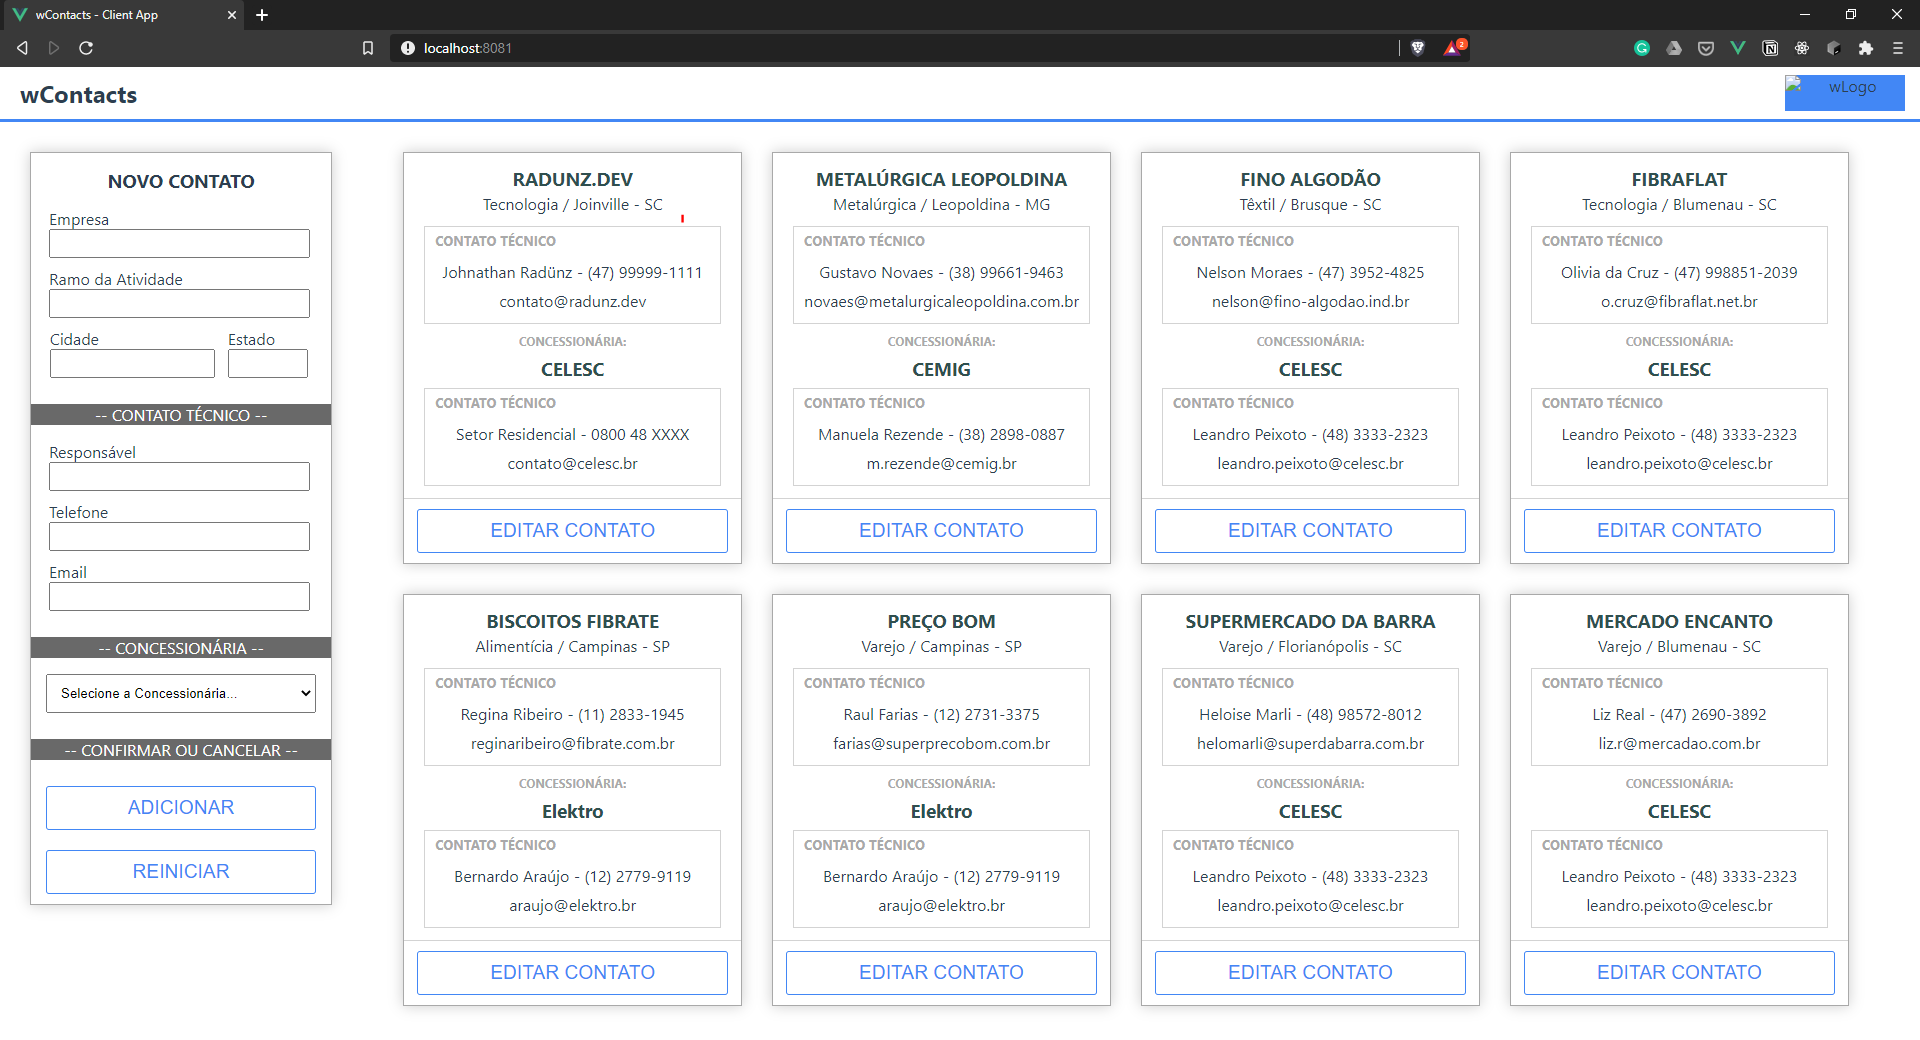 wContacts - Client App
localhost:8081
2
wContacts
wLogo
NOVO CONTATO
Empresa
Ramo da Atividade
Cidade Estado
-- CONTATO TÉCNICO --
Responsável
Telefone
Email
-- CONCESSIONÁRIA --
Selecione a Concessionária...
-- CONFIRMAR OU CANCELAR --
ADICIONAR
REINICIAR
RADUNZ.DEV
Tecnologia / Joinville - SC
CONTATO TÉCNICO
Johnathan Radünz - (47) 99999-1111
contato@radunz.dev
CONCESSIONÁRIA:
CELESC
CONTATO TÉCNICO
Setor Residencial - 0800 48 XXXX
contato@celesc.br
EDITAR CONTATO
METALÚRGICA LEOPOLDINA
Metalúrgica / Leopoldina - MG
CONTATO TÉCNICO
Gustavo Novaes - (38) 99661-9463
novaes@metalurgicaleopoldina.com.br
CONCESSIONÁRIA:
CEMIG
CONTATO TÉCNICO
Manuela Rezende - (38) 2898-0887
m.rezende@cemig.br
EDITAR CONTATO
FINO ALGODÃO
Têxtil / Brusque - SC
CONTATO TÉCNICO
Nelson Moraes - (47) 3952-4825
nelson@fino-algodao.ind.br
CONCESSIONÁRIA:
CELESC
CONTATO TÉCNICO
Leandro Peixoto - (48) 3333-2323
leandro.peixoto@celesc.br
EDITAR CONTATO
FIBRAFLAT
Tecnologia / Blumenau - SC
CONTATO TÉCNICO
Olivia da Cruz - (47) 998851-2039
o.cruz@fibraflat.net.br
CONCESSIONÁRIA:
CELESC
CONTATO TÉCNICO
Leandro Peixoto - (48) 3333-2323
leandro.peixoto@celesc.br
EDITAR CONTATO
BISCOITOS FIBRATE
Alimentícia / Campinas - SP
CONTATO TÉCNICO
Regina Ribeiro - (11) 2833-1945
reginaribeiro@fibrate.com.br
CONCESSIONÁRIA:
Elektro
CONTATO TÉCNICO
Bernardo Araújo - (12) 2779-9119
araujo@elektro.br
EDITAR CONTATO
PREÇO BOM
Varejo / Campinas - SP
CONTATO TÉCNICO
Raul Farias - (12) 2731-3375
farias@superprecobom.com.br
CONCESSIONÁRIA:
Elektro
CONTATO TÉCNICO
Bernardo Araújo - (12) 2779-9119
araujo@elektro.br
EDITAR CONTATO
SUPERMERCADO DA BARRA
Varejo / Florianópolis - SC
CONTATO TÉCNICO
Heloise Marli - (48) 98572-8012
helomarli@superdabarra.com.br
CONCESSIONÁRIA:
CELESC
CONTATO TÉCNICO
Leandro Peixoto - (48) 3333-2323
leandro.peixoto@celesc.br
EDITAR CONTATO
MERCADO ENCANTO
Varejo / Blumenau - SC
CONTATO TÉCNICO
Liz Real - (47) 2690-3892
liz.r@mercadao.com.br
CONCESSIONÁRIA:
CELESC
CONTATO TÉCNICO
Leandro Peixoto - (48) 3333-2323
leandro.peixoto@celesc.br
EDITAR CONTATO